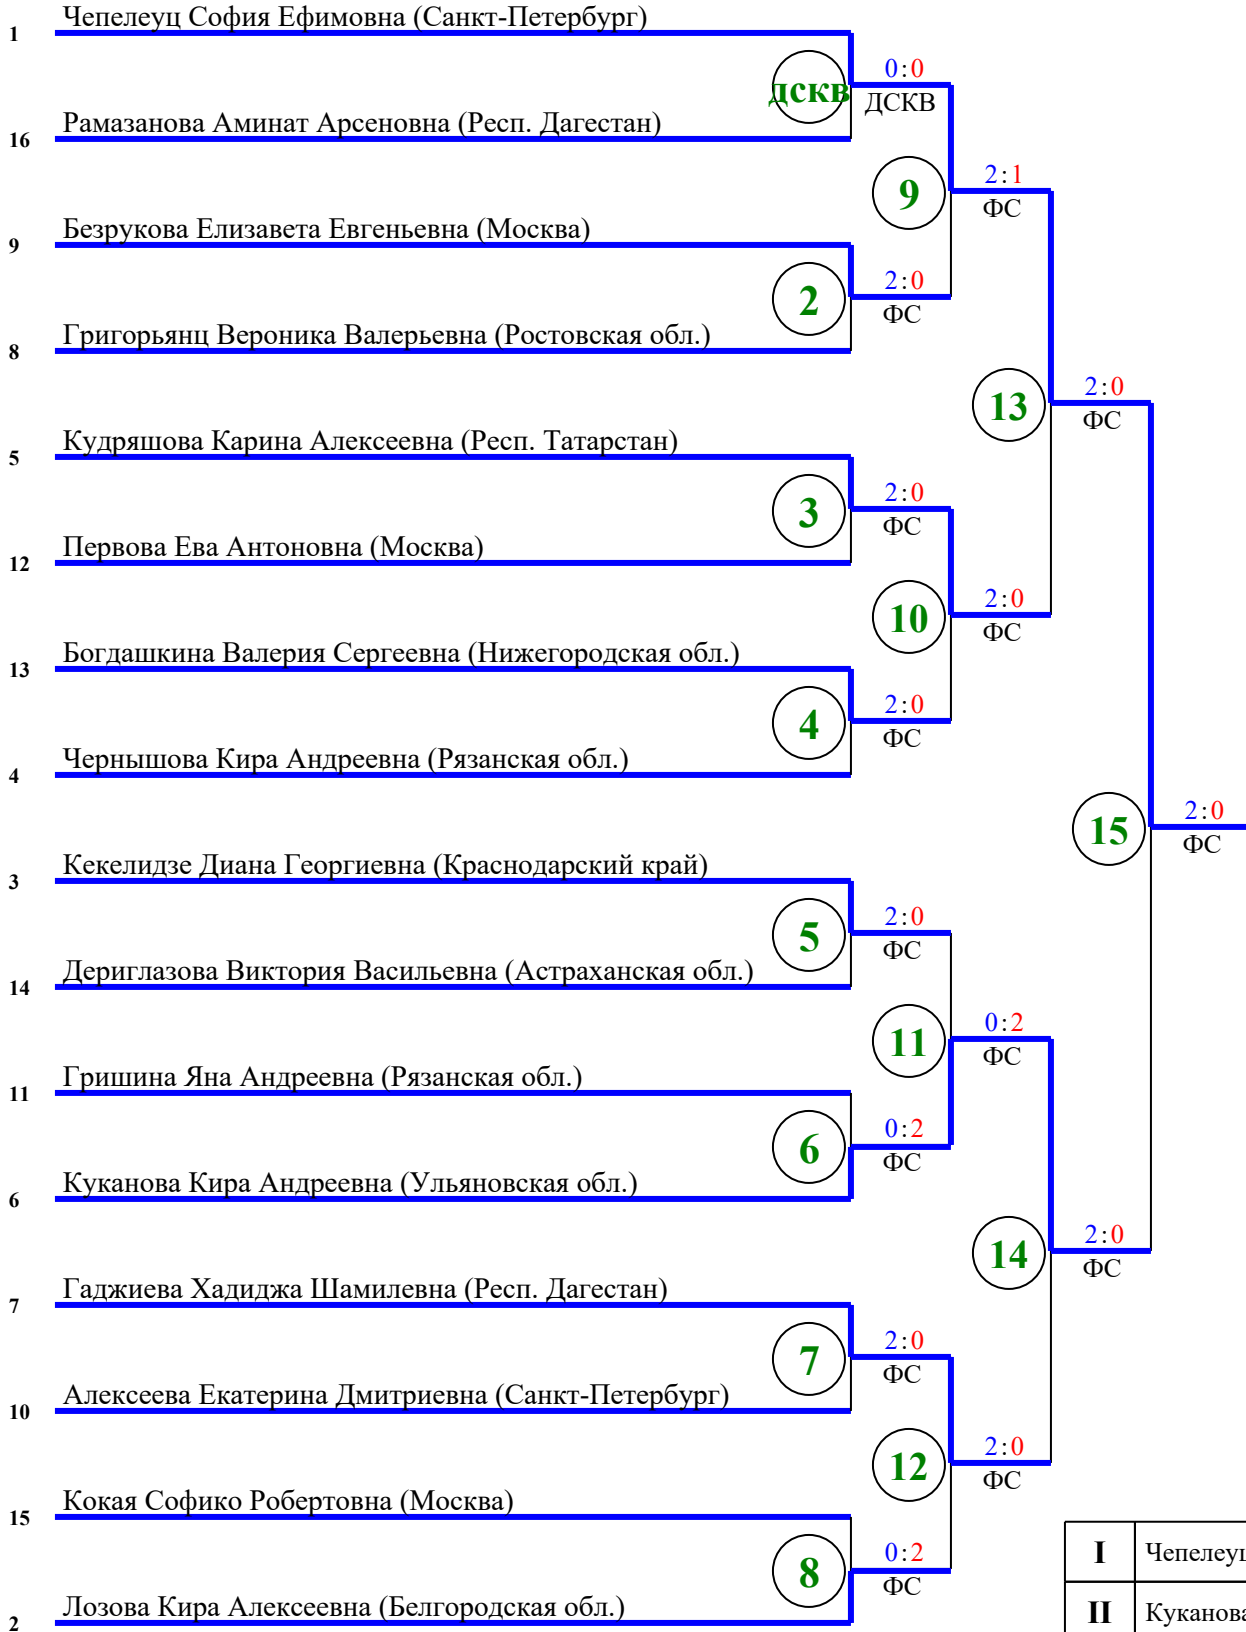 Чепелеуц София Ефимовна (Санкт-Петербург)
1
0:0
дскв
ДСКВ
Рамазанова Аминат Арсеновна (Респ. Дагестан)
16
2:1
9
ФС
Безрукова Елизавета Евгеньевна (Москва)
9
2:0
2
ФС
Григорьянц Вероника Валерьевна (Ростовская обл.)
8
2:0
13
ФС
Кудряшова Карина Алексеевна (Респ. Татарстан)
5
2:0
3
ФС
Первова Ева Антоновна (Москва)
12
2:0
10
ФС
Богдашкина Валерия Сергеевна (Нижегородская обл.)
13
2:0
4
ФС
Чернышова Кира Андреевна (Рязанская обл.)
4
2:0
15
ФС
Кекелидзе Диана Георгиевна (Краснодарский край)
3
2:0
5
ФС
Дериглазова Виктория Васильевна (Астраханская обл.)
14
0:2
11
ФС
Гришина Яна Андреевна (Рязанская обл.)
11
0:2
6
ФС
Куканова Кира Андреевна (Ульяновская обл.)
6
2:0
14
ФС
Гаджиева Хадиджа Шамилевна (Респ. Дагестан)
7
2:0
7
ФС
Алексеева Екатерина Дмитриевна (Санкт-Петербург)
10
2:0
12
ФС
Кокая Софико Робертовна (Москва)
15
0:2
8
ФС
Лозова Кира Алексеевна (Белгородская обл.)
2
I Чепелеуц
II Куканова